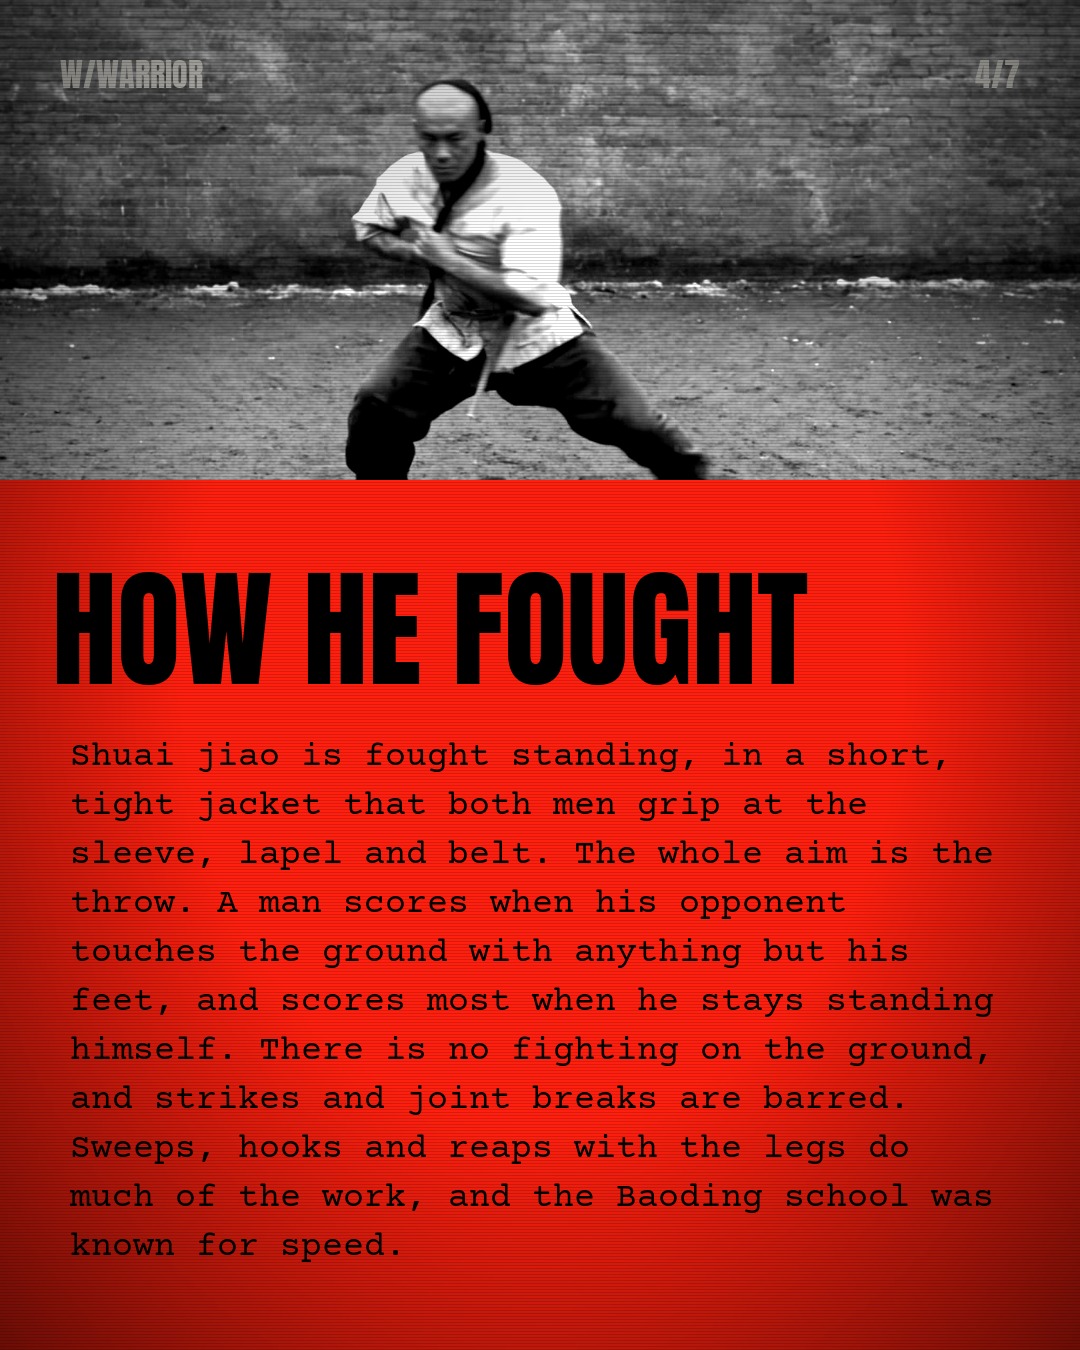 W/WARRIOR
4/7
HOW HE FOUGHT
Shuai jiao is fought standing, in a short,
tight jacket that both men grip at the
sleeve, lapel and belt. The whole aim is the
throw. A man scores when his opponent
touches the ground with anything but his
feet, and scores most when he stays standing
himself. There is no fighting on the ground,
and strikes and joint breaks are barred.
Sweeps, hooks and reaps with the legs do
much of the work, and the Baoding school was
known for speed.